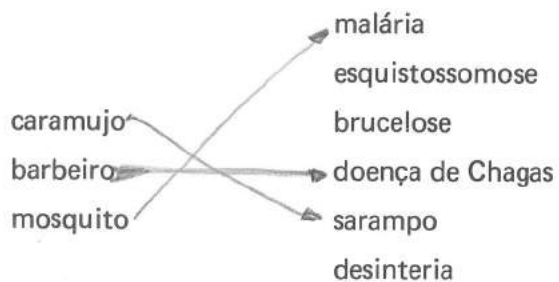 malária
esquistossomose
caramujo
brucelose
barbeiro
doença de Chagas
mosquito
sarampo
desinteria